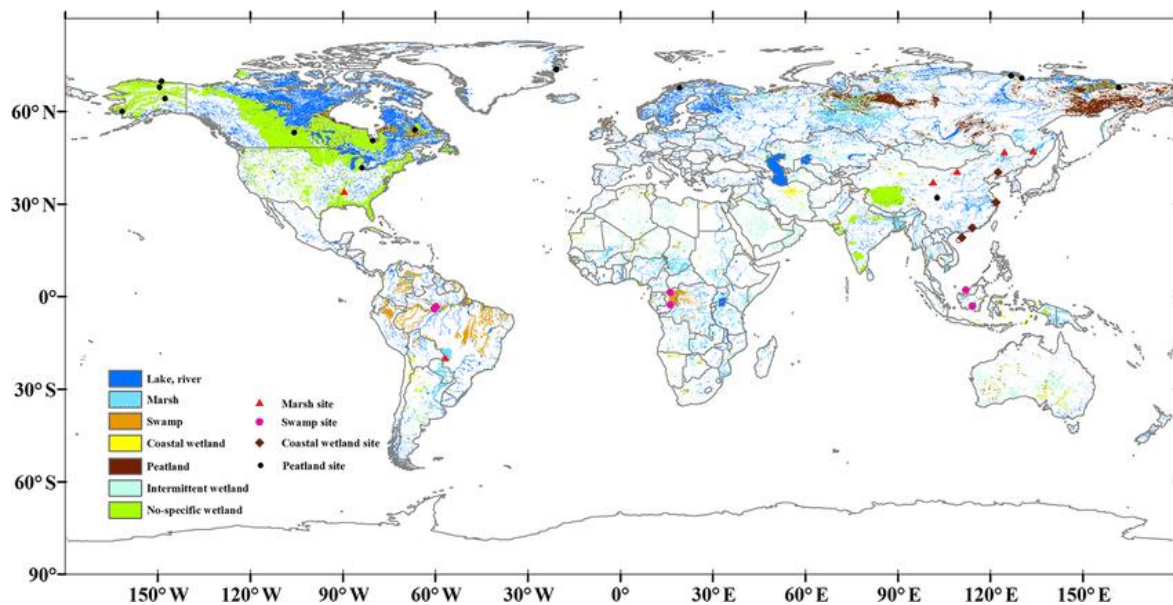 60° N
30° N
0°
30° S
60° S
90°
Lake, river
Marsh
Swamp
Coastal wetland
Peatland
Intermittent wetland
No-specific wetland
Marsh site
Swamp site
Coastal wetland site
Peatland site
150° W 120° W 90° W 60° W 30° W 0° 30° E 60° E 90° E 120° E 150° E